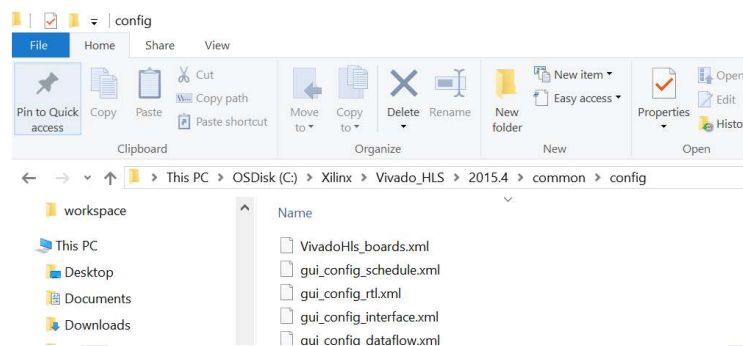 config
File Home Share View
Pin to Quick access
Copy
Paste
Cut
Copy path
Paste shortcut
Move to
Copy to
Delete
Rename
New folder
New item
Easy access
Properties
Open
Edit
Histo
Clipboard Organize New Open
This PC > OSDisk (C:) > Xilinx > Vivado_HLS > 2015.4 > common > config
workspace
This PC
Desktop
Documents
Downloads
Name
VivadoHls_boards.xml
gui_config_schedule.xml
gui_config_rtl.xml
gui_config_interface.xml
gui_config_dataflow.xml